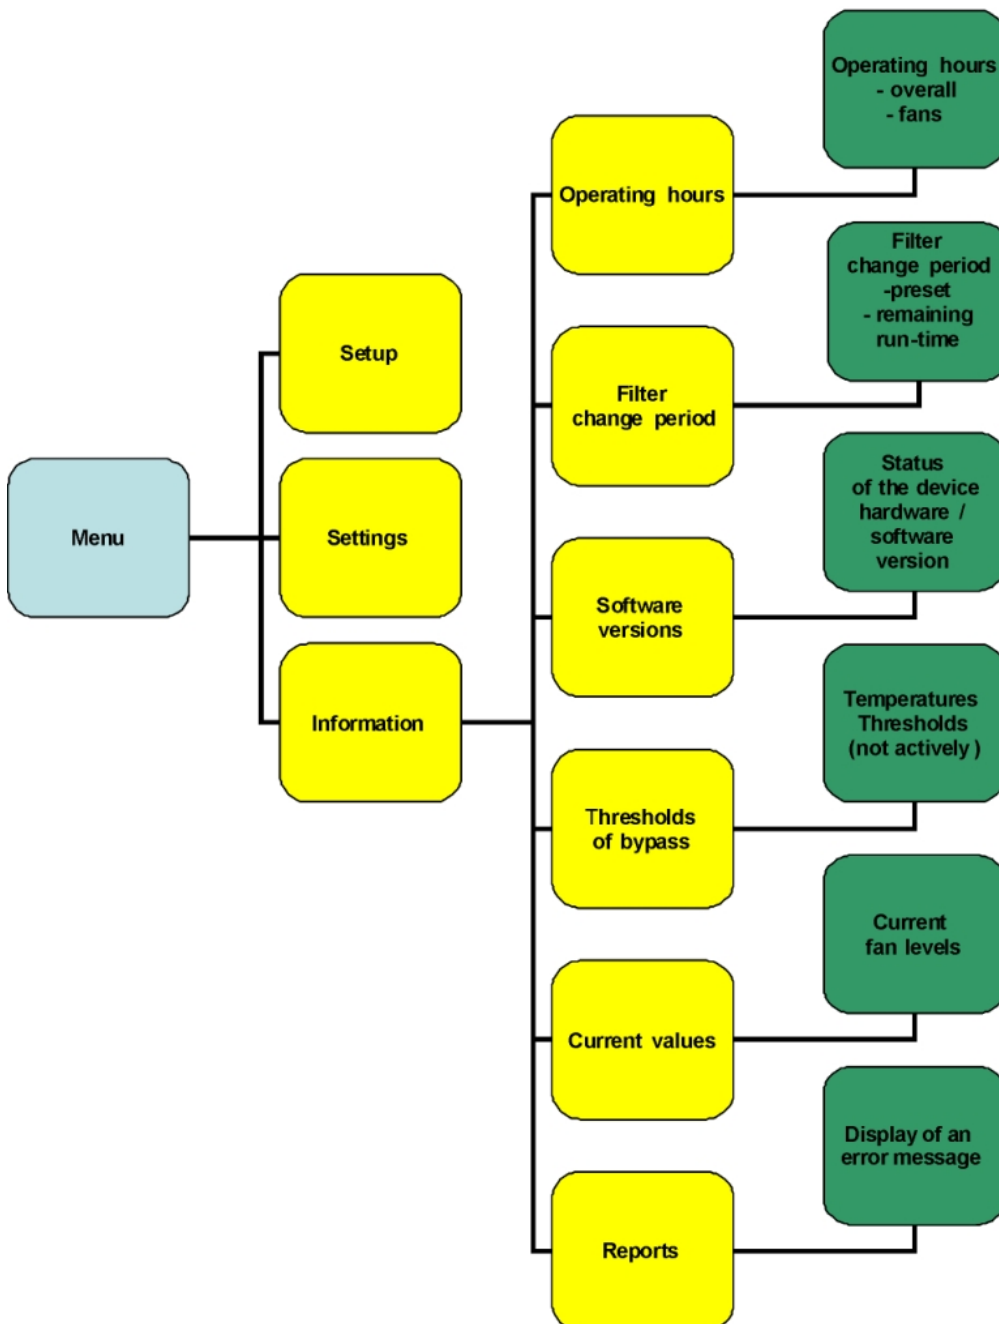 Menu
Setup
Settings
Information
Operating hours
Filter
change period
Software
versions
Thresholds
of bypass
Current values
Reports
Operating hours
- overall
- fans
Filter
change period
-preset
- remaining
run-time
Status
of the device
hardware /
software
version
Temperatures
Thresholds
(not actively )
Current
fan levels
Display of an
error message